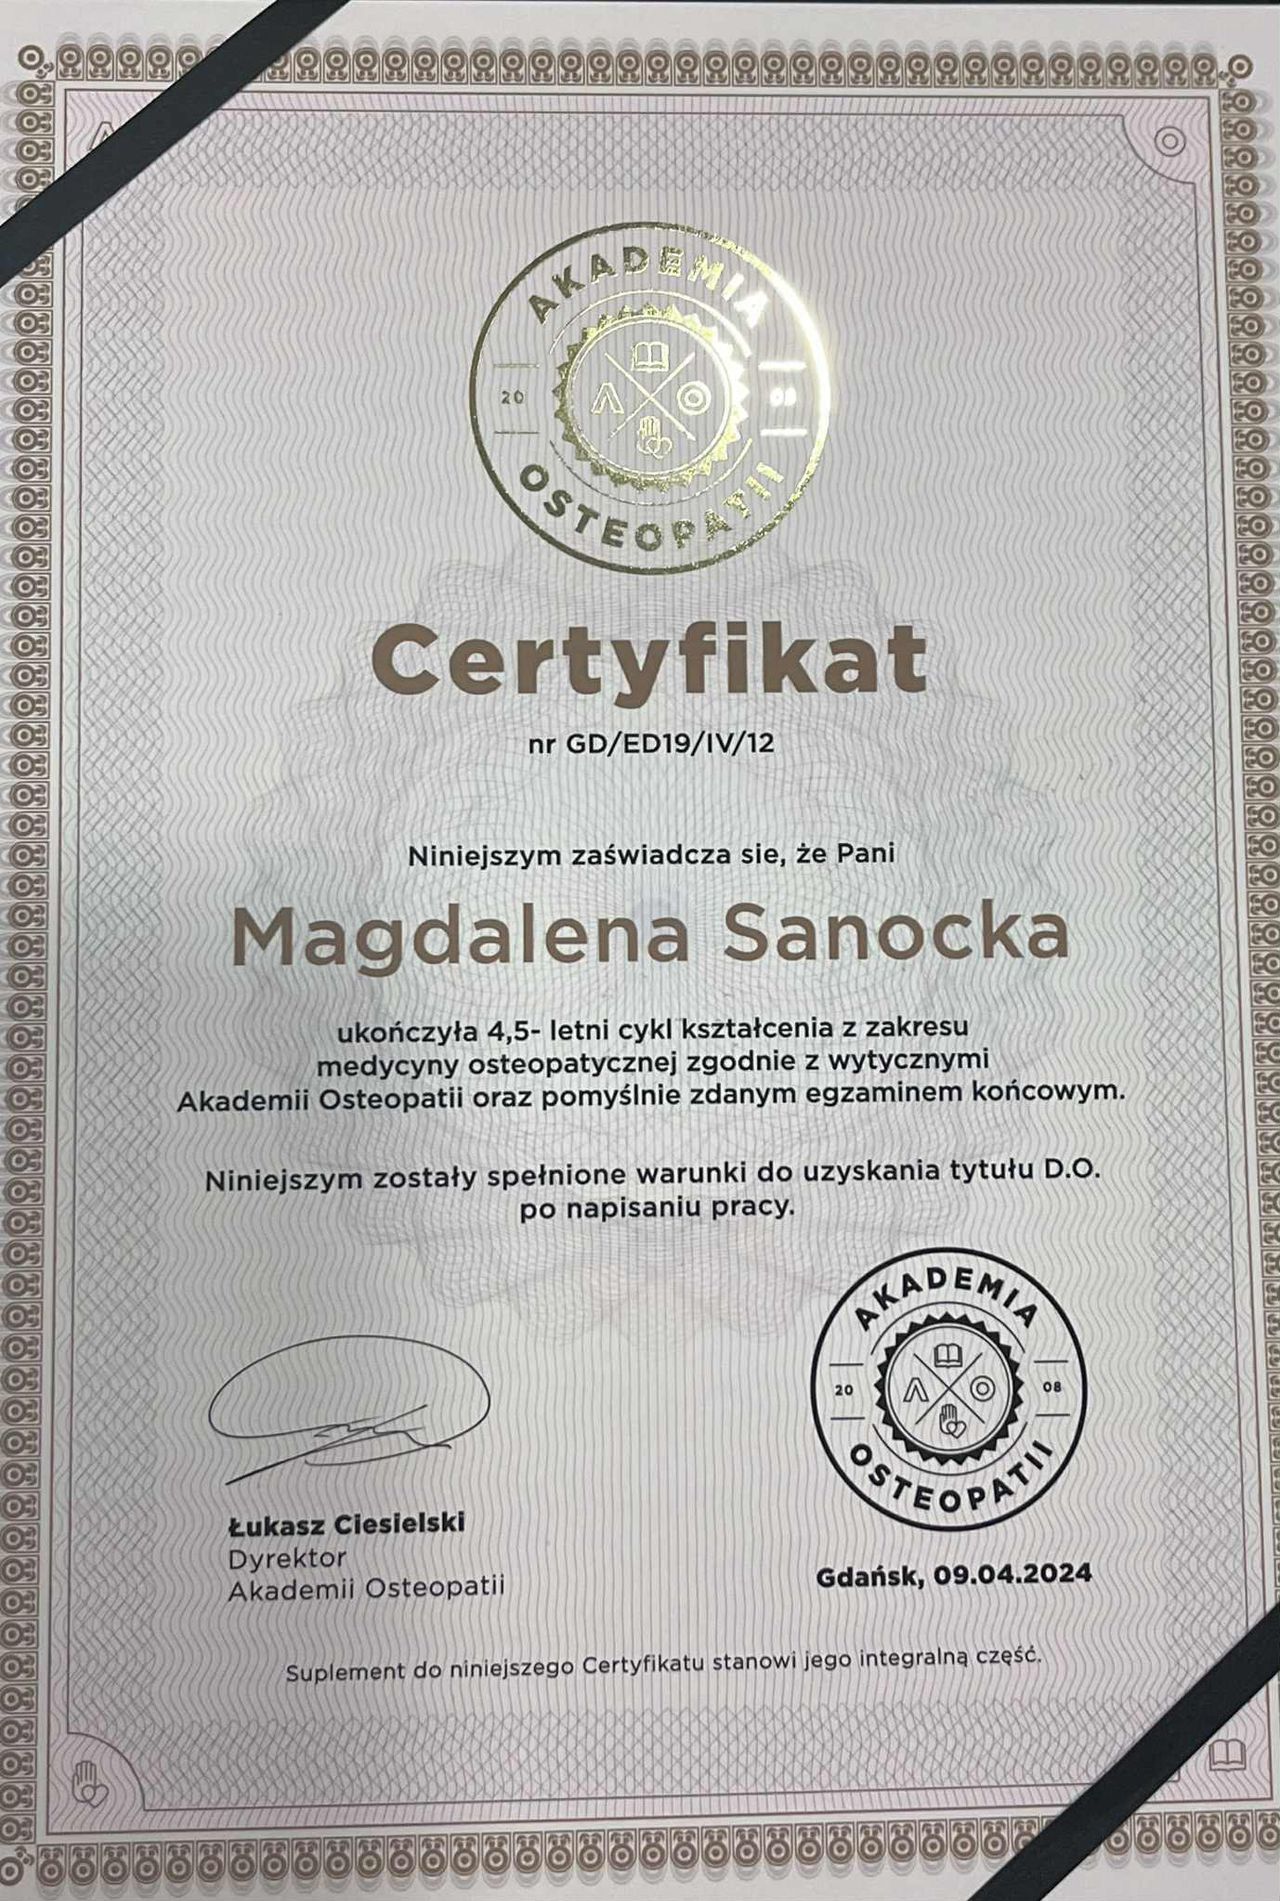 AKADEMIA
20 08
OSTEOPATII
Certyfikat
nr GD/ED19/IV/12
Niniejszym zaświadcza sie, że Pani
Magdalena Sanocka
ukończyła 4,5- letni cykl kształcenia z zakresu
medycyny osteopatycznej zgodnie z wytycznymi
Akademii Osteopatii oraz pomyślnie zdanym egzaminem końcowym.
Niniejszym zostały spełnione warunki do uzyskania tytułu D.O.
po napisaniu pracy.
AKADEMIA
20 08
OSTEOPATII
Łukasz Ciesielski
Dyrektor
Akademii Osteopatii
Gdańsk, 09.04.2024
Suplement do niniejszego Certyfikatu stanowi jego integralną część.